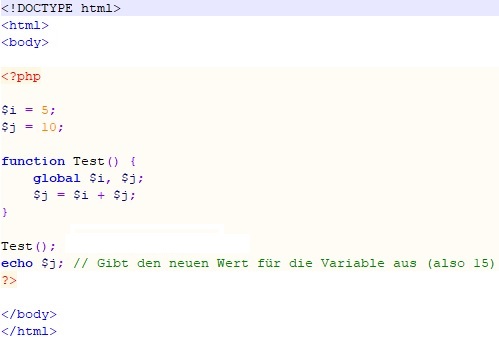 <!DOCTYPE html>
<html>
<body>
<?php
$i = 5;
$j = 10;
function Test() {
global $i, $j;
$j = $i + $j;
}
Test();
echo $j; // Gibt den neuen Wert für die Variable aus (also 15)
?>
</body>
</html>